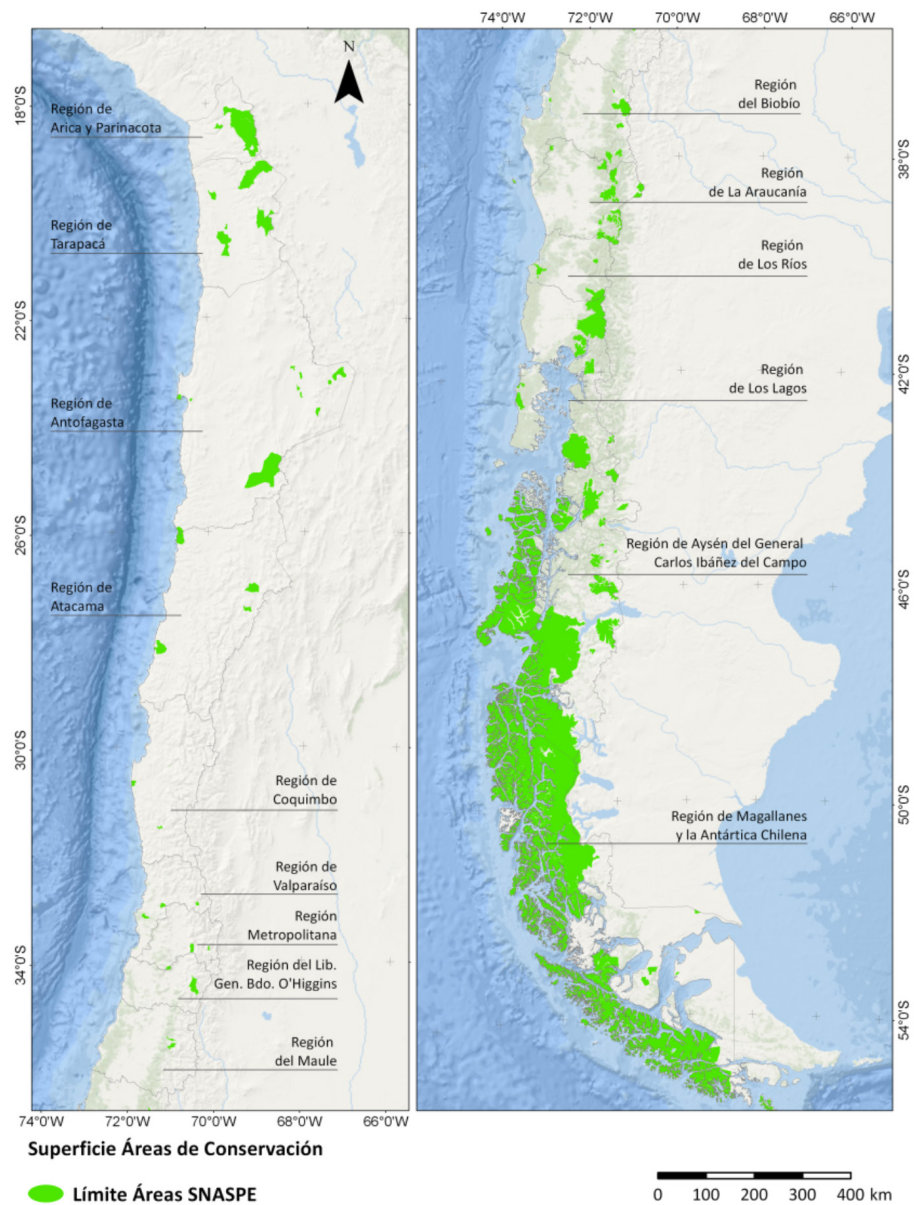 74°0'W
72°0'W
70°0'W
68°0'W
66°0'W
N
18°0'S
Región de
Arica y Parinacota
Región de
Tarapacá
22°0'S
Región de
Antofagasta
26°0'S
Región de
Atacama
30°0'S
Región de
Coquimbo
Región de
Valparaíso
Región
Metropolitana
34°0'S
Región del Lib.
Gen. Bdo. O'Higgins
Región
del Maule
74°0'W
72°0'W
70°0'W
66°0'W
Región
del Biobío
38°0'S
Región
de La Araucanía
Región
de Los Ríos
42°0'S
Región
de Los Lagos
Región de Aysén del General
Carlos Ibáñez del Campo
46°0'S
50°0'S
Región de Magallanes
y la Antártica Chilena
54°0'S
Superficie Áreas de Conservación
Límite Áreas SNASPE
0 100 200 300 400 km